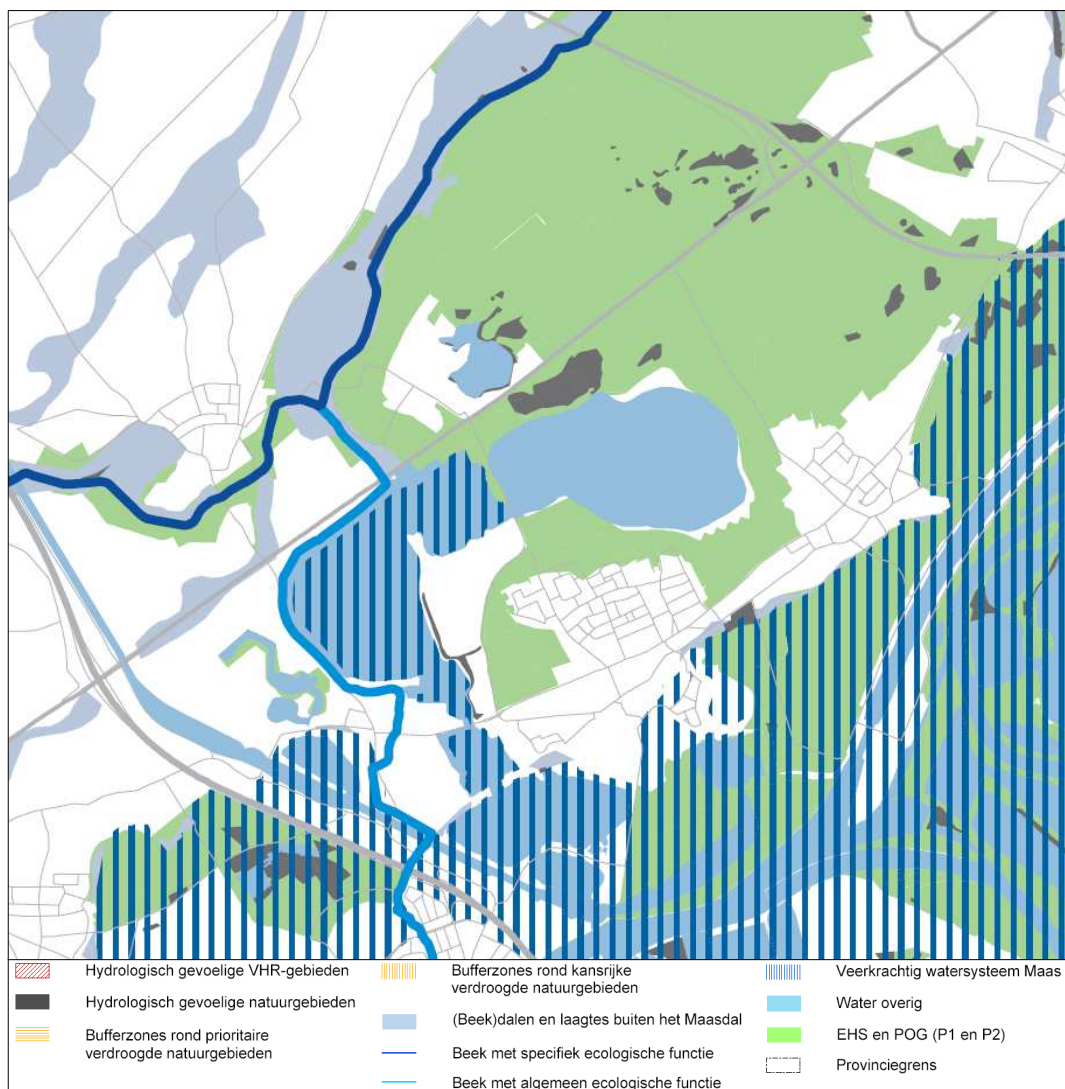 Hydrologisch gevoelige VHR-gebieden
Hydrologisch gevoelige natuurgebieden
Bufferzones rond prioritaire
verdroogde natuurgebieden
Bufferzones rond kansrijke
verdroogde natuurgebieden
(Beek)dalen en laagtes buiten het Maasdal
Beek met specifiek ecologische functie
Beek met algemeen ecologische functie
Veerkrachtig watersysteem Maas
Water overig
EHS en POG (P1 en P2)
Provinciegrens